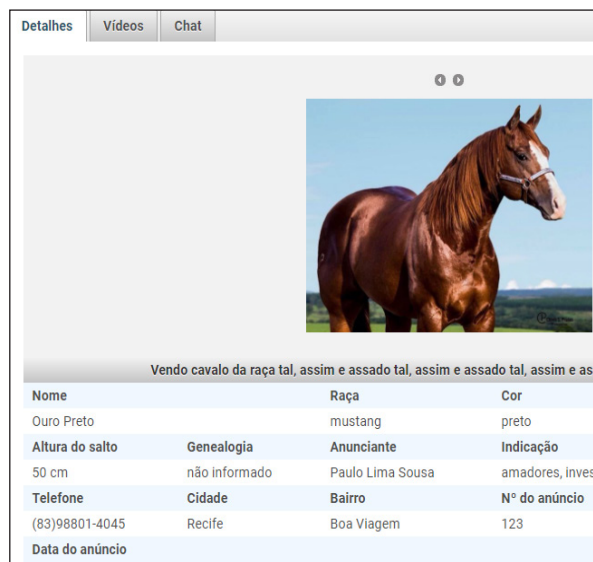 Detalhes Vídeos Chat
Vendo cavalo da raça tal, assim e assado tal, assim e assado tal, assim e as
Nome Raça Cor
Ouro Preto mustang preto
Altura do salto Genealogia Anunciante Indicação
50 cm não informado Paulo Lima Sousa amadores, inves
Telefone Cidade Bairro Nº do anúncio
(83)98801-4045 Recife Boa Viagem 123
Data do anúncio